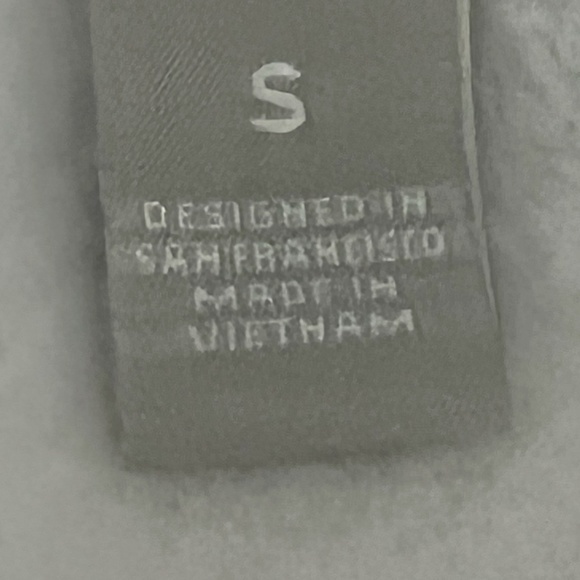 S
DESIGNED IN
SAN FRANCISCO
MADE IN
VIETNAM